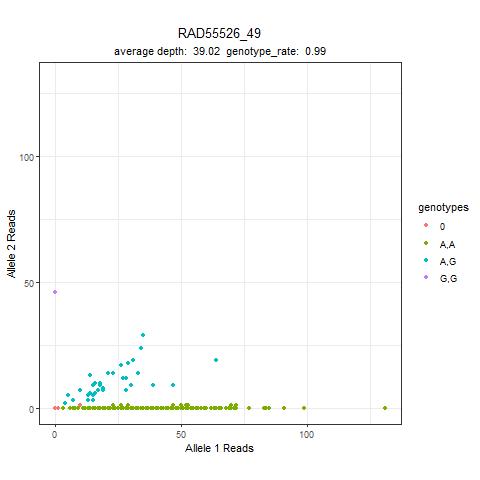 RAD55526_49
average depth: 39.02 genotype_rate: 0.99
100
50
0
0
50
100
Allele 1 Reads
Allele 2 Reads
genotypes
0
A,A
A,G
G,G